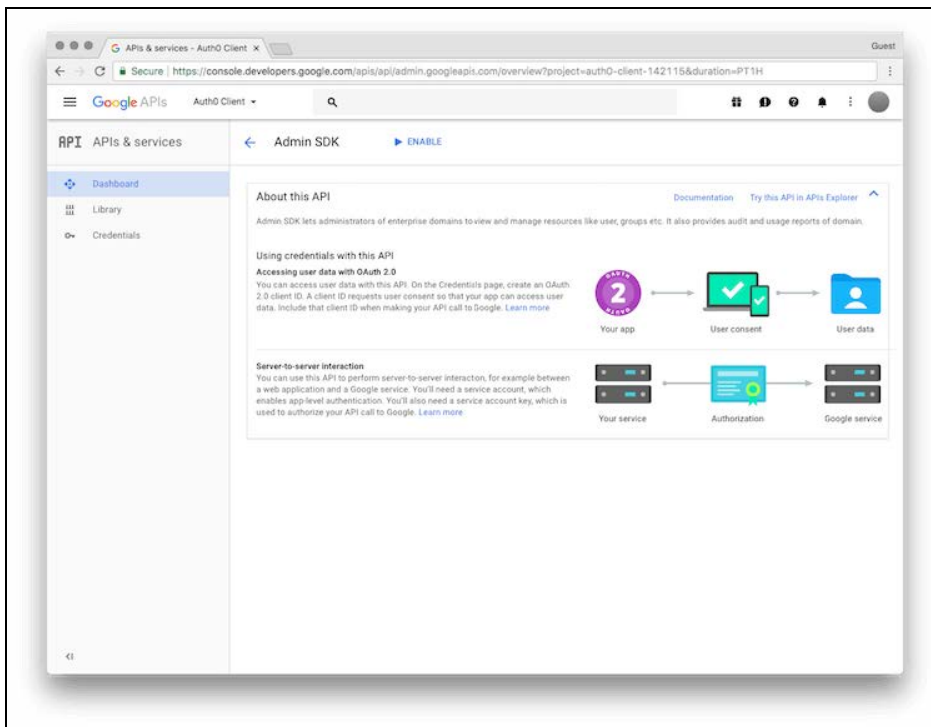 APIs & services - Auth0 Client
Guest
Secure | https://console.developers.google.com/apis/api/admin.googleapis.com/overview?project=auth0-client-142115&duration=PT1H
Google APIs
Auth0 Client
API APIs & services
Admin SDK
ENABLE
Dashboard
Library
Credentials
About this API
Documentation
Try this API in APIs Explorer
Admin SDK lets administrators of enterprise domains to view and manage resources like user, groups etc. It also provides audit and usage reports of domain.
Using credentials with this API
Accessing user data with OAuth 2.0
You can access user data with this API. On the Credentials page, create an OAuth
2.0 client ID. A client ID requests user consent so that your app can access user
data. Include that client ID when making your API call to Google. Learn more
OAUTH
2
OAUTH
Your app
User consent
User data
Server-to-server interaction
You can use this API to perform server-to-server interaction, for example between
a web application and a Google service. You'll need a service account, which
enables app-level authentication. You'll also need a service account key, which is
used to authorize your API call to Google. Learn more
Your service
Authorization
Google service